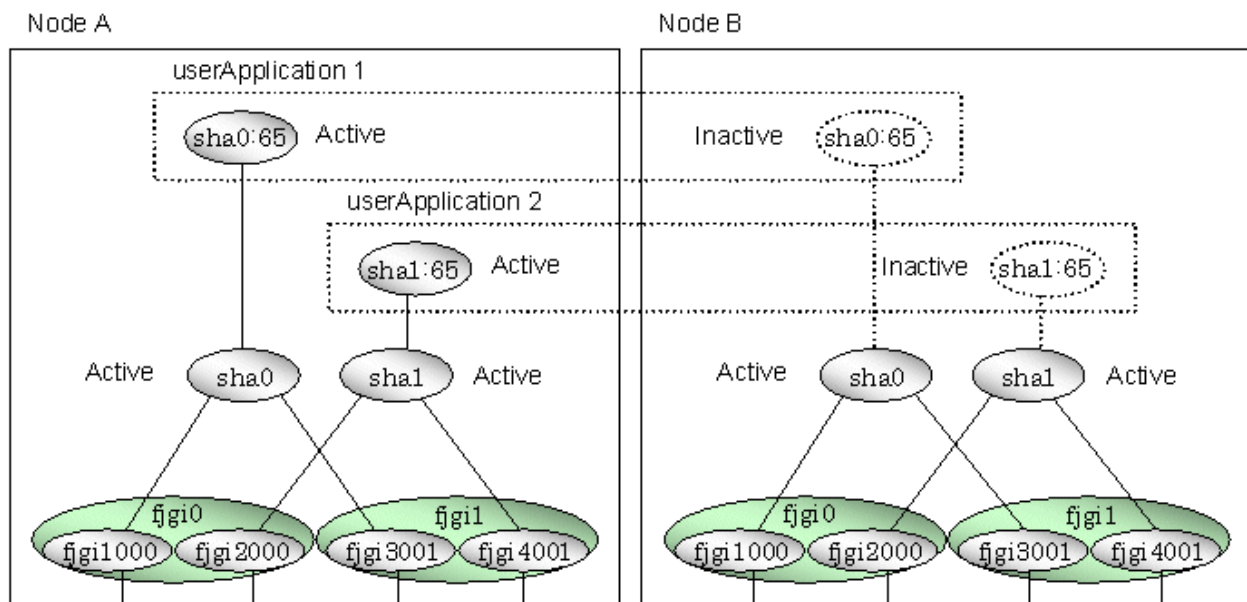 Node A
Node B
userApplication 1
sha0:65
Active
Inactive
sha0:65
userApplication 2
sha1:65
Active
Inactive
sha1:65
Active
sha0
sha1
Active
Active
sha0
sha1
Active
fjgi0
fjgi1
fjgi0
fjgi1
fjgi1000
fjgi2000
fjgi3001
fjgi4001
fjgi1000
fjgi2000
fjgi3001
fjgi4001